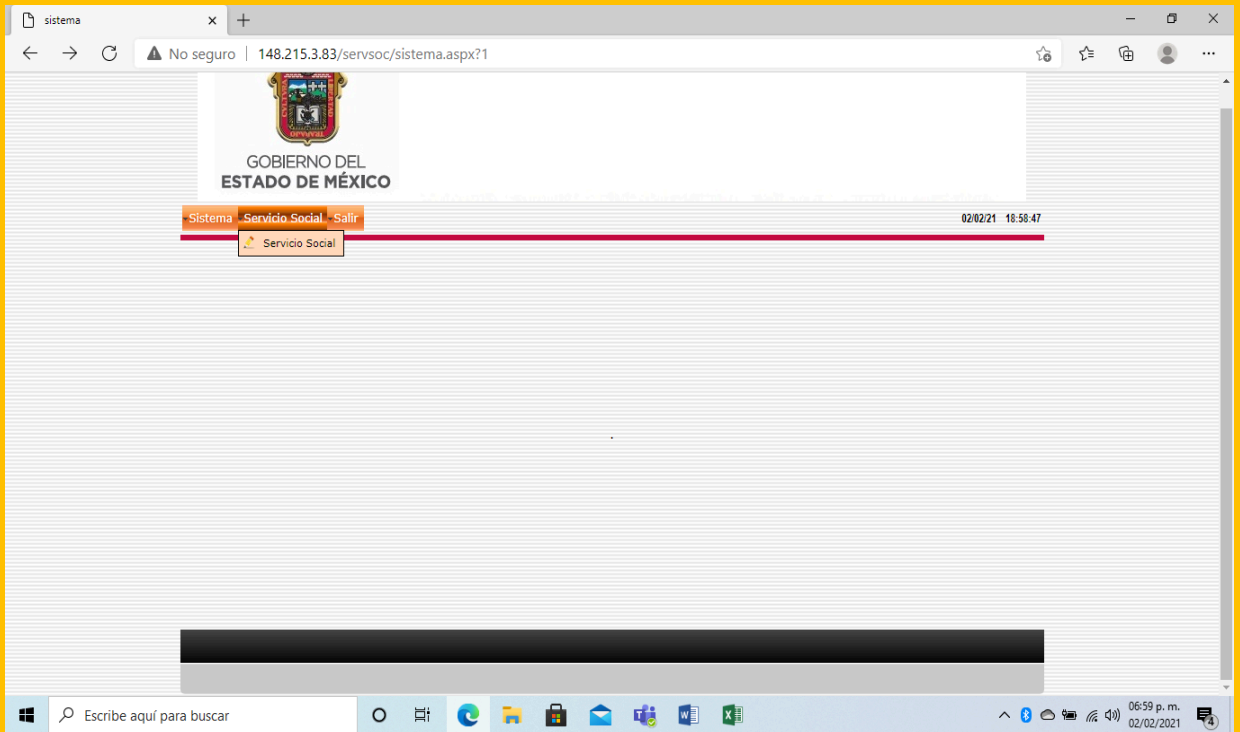 sistema
No seguro | 148.215.3.83/servsoc/sistema.aspx?1
GOBIERNO DEL
ESTADO DE MÉXICO
Sistema Servicio Social Salir
02/02/21 18:58:47
Servicio Social
Escribe aquí para buscar
06:59 p. m.
02/02/2021
4